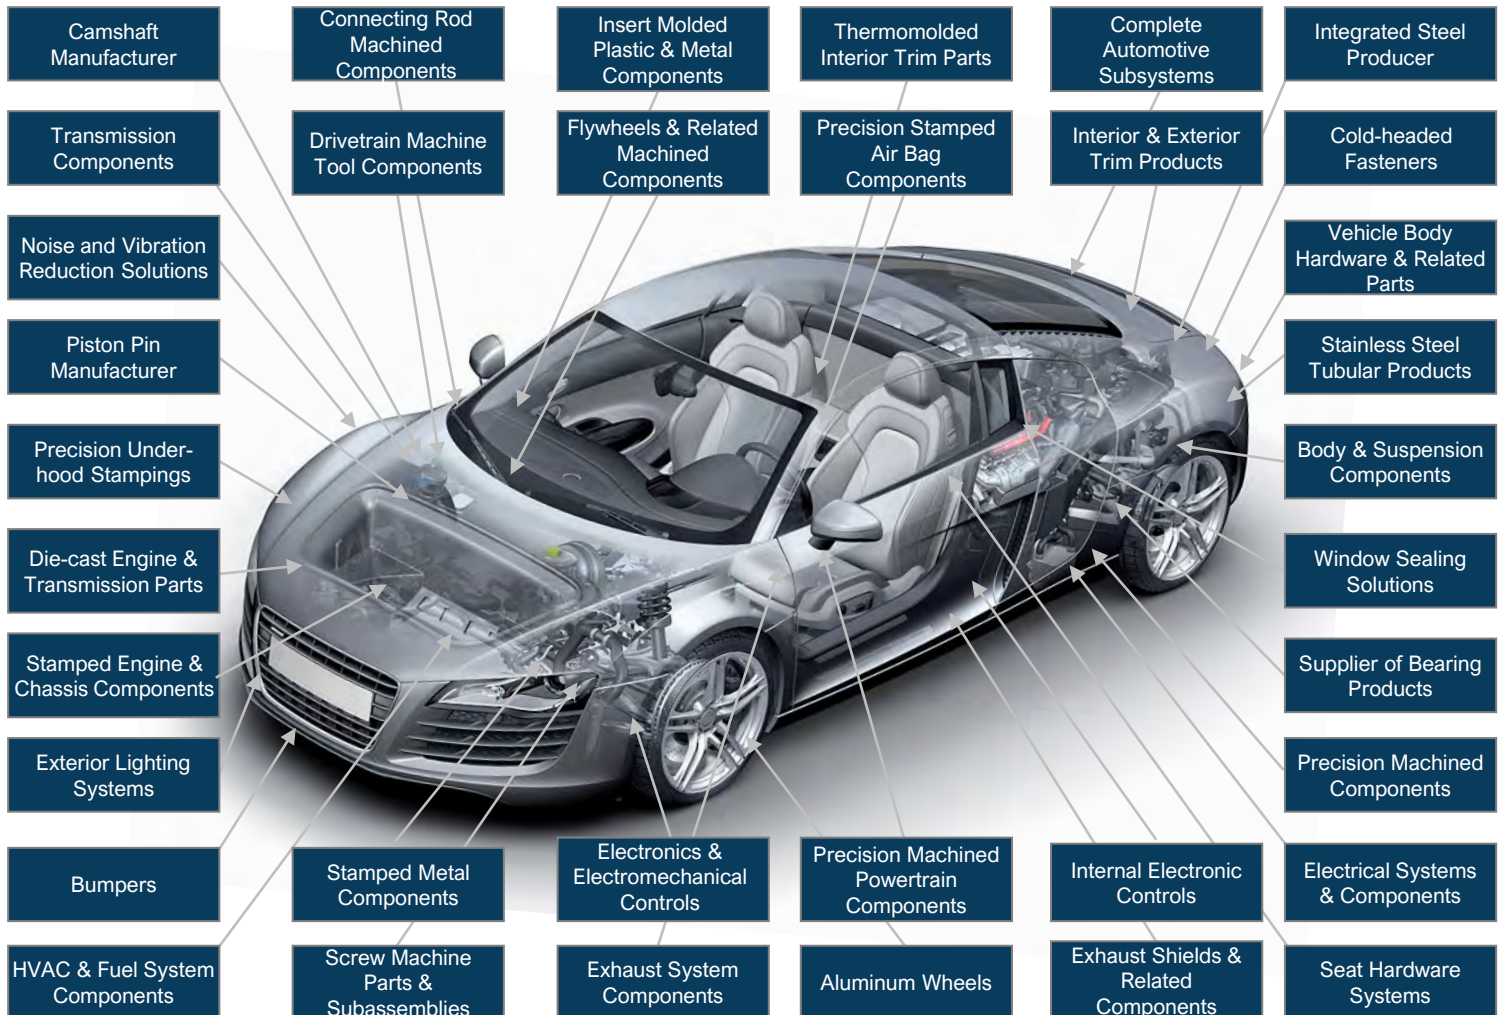 Camshaft
Manufacturer
Connecting Rod
Machined
Components
Insert Molded
Plastic & Metal
Components
Thermomolded
Interior Trim Parts
Complete
Automotive
Subsystems
Integrated Steel
Producer
Transmission
Components
Drivetrain Machine
Tool Components
Flywheels & Related
Machined
Components
Precision Stamped
Air Bag
Components
Interior & Exterior
Trim Products
Cold-headed
Fasteners
Noise and Vibration
Reduction Solutions
Vehicle Body
Hardware & Related
Parts
Piston Pin
Manufacturer
Stainless Steel
Tubular Products
Precision Under-
hood Stampings
Body & Suspension
Components
Die-cast Engine &
Transmission Parts
Window Sealing
Solutions
Stamped Engine &
Chassis Components
Supplier of Bearing
Products
Exterior Lighting
Systems
Precision Machined
Components
Bumpers
Stamped Metal
Components
Electronics &
Electromechanical
Controls
Precision Machined
Powertrain
Components
Internal Electronic
Controls
Electrical Systems
& Components
HVAC & Fuel System
Components
Screw Machine
Parts &
Subassemblies
Exhaust System
Components
Aluminum Wheels
Exhaust Shields &
Related
Components
Seat Hardware
Systems